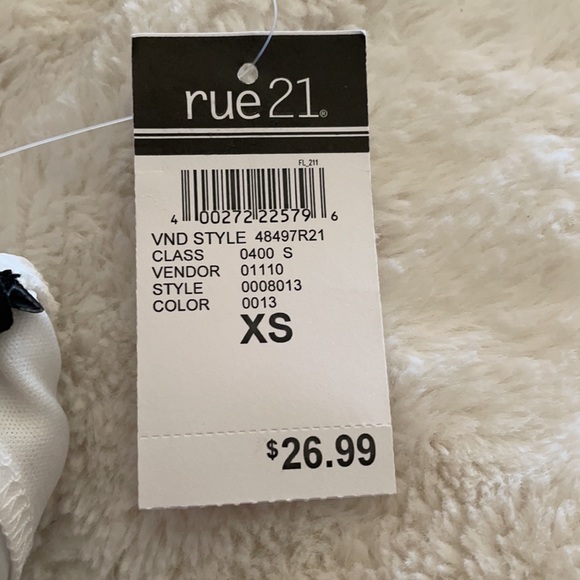 rue21®
FL_211
4 00272 22579 6
VND STYLE 48497R21
CLASS 0400 S
VENDOR 01110
STYLE 0008013
COLOR 0013
XS
$26.99